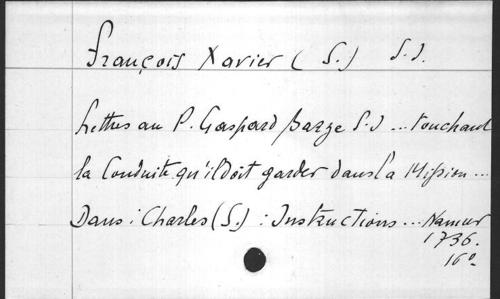 François Xavier (S.) S.J.
Lettres au P. Gaspard Barze S.J ... touchant
la Conduite qu'il doit garder dans la Mission ...
Dans : Charles (S.) : Instructions ... Namur
1736.
16º.